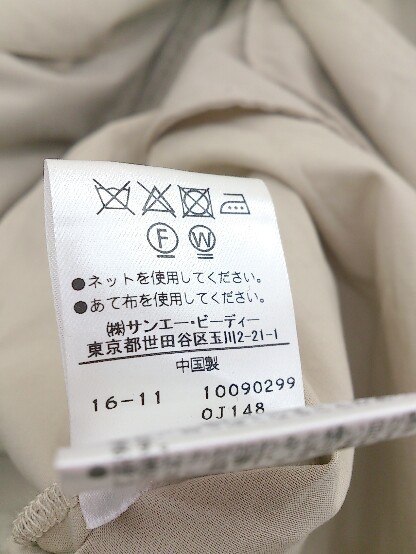 F W
●ネットを使用してください。
●あて布を使用してください。
㈱サンエー・ビーディー
東京都世田谷区玉川2-21-1
中国製
16-11 10090299
0J148